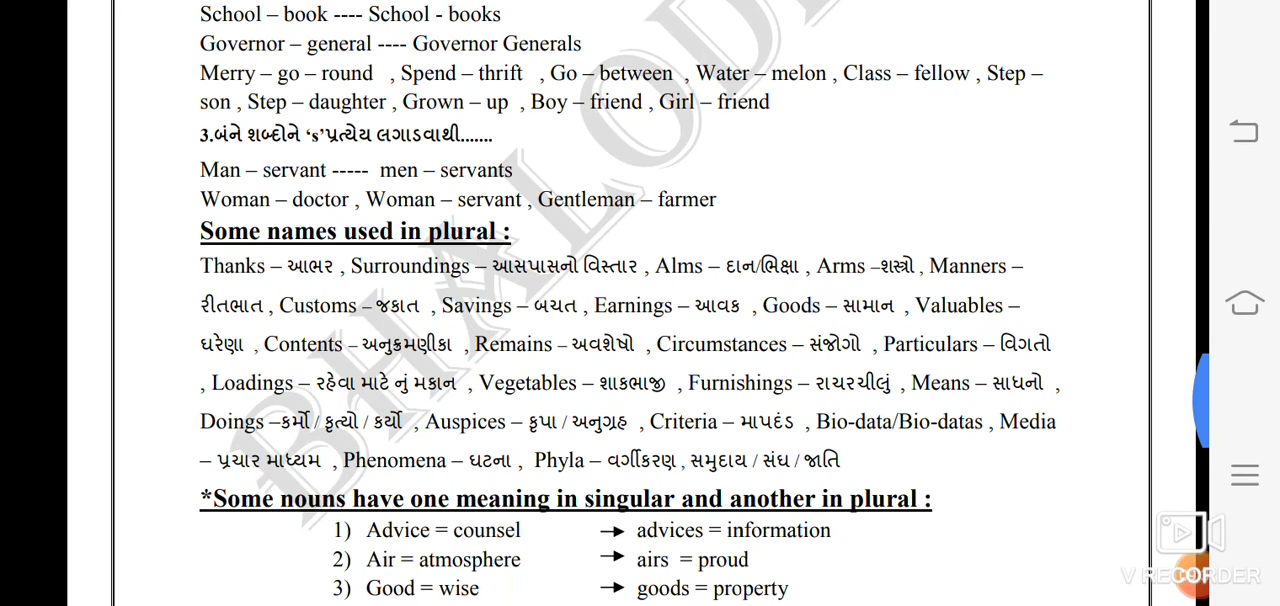 School – book ---- School - books
Governor – general ---- Governor Generals
Merry – go – round , Spend – thrift , Go – between , Water – melon , Class – fellow , Step –
son , Step – daughter , Grown – up , Boy – friend , Girl – friend
3.બંને શબ્દોને ‘s’પ્રત્યેય લગાડવાથી.......
Man – servant ----- men – servants
Woman – doctor , Woman – servant , Gentleman – farmer
Some names used in plural :
Thanks – આભર , Surroundings – આસપાસનો વિસ્તાર , Alms – દાન/ભિક્ષા , Arms –શસ્ત્રો , Manners –
રીતભાત , Customs – જકાત , Savings – બચત , Earnings – આવક , Goods – સામાન , Valuables –
ઘરેણા , Contents – અનુક્રમણીકા , Remains – અવશેષો , Circumstances – સંજોગો , Particulars – વિગતો
, Loadings – રહેવા માટે નું મકાન , Vegetables – શાકભાજી , Furnishings – રાચરચીલું , Means – સાધનો ,
Doings –કર્મો / કૃત્યો / કર્યો , Auspices – કૃપા / અનુગ્રહ , Criteria – માપદંડ , Bio-data/Bio-datas , Media
– પ્રચાર માધ્યમ , Phenomena – ઘટના , Phyla – વર્ગીકરણ , સમુદાય / સંઘ / જાતિ
*Some nouns have one meaning in singular and another in plural :
1) Advice = counsel → advices = information
2) Air = atmosphere → airs = proud
3) Good = wise → goods = property
BHALODI
V RECORDER